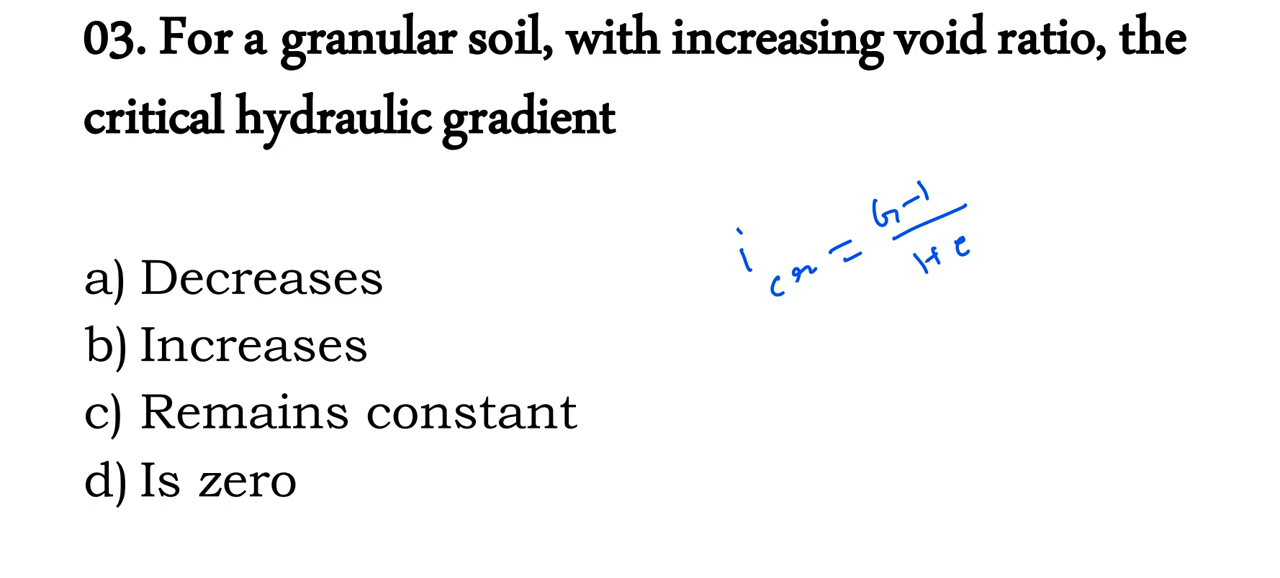 03. For a granular soil, with increasing void ratio, the
critical hydraulic gradient
i cr = G-1 / 1+e
a) Decreases
b) Increases
c) Remains constant
d) Is zero